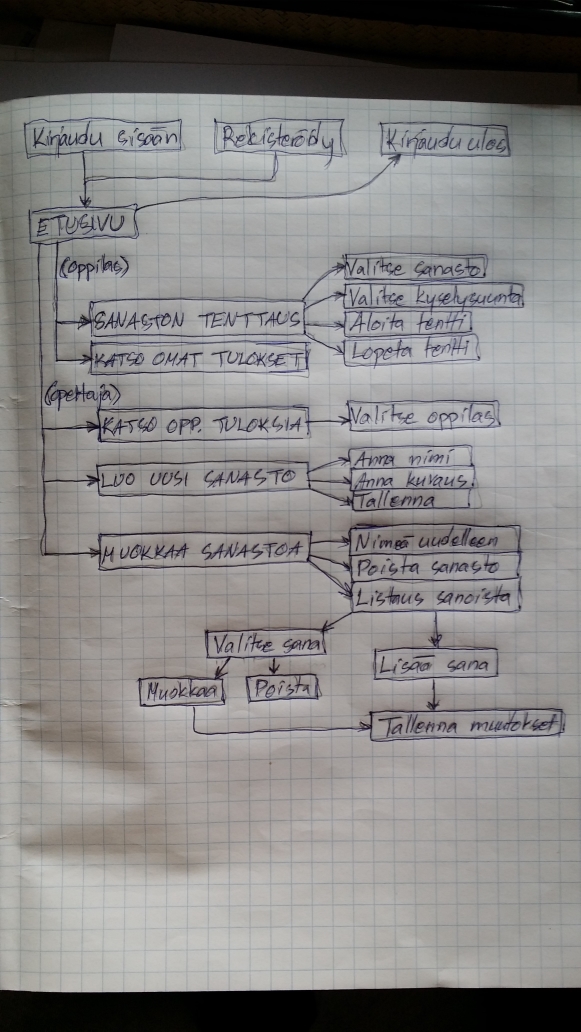 Kirjaudu sisään
Rekisteröidy
Kirjaudu ulos
ETUSIVU
(oppilas)
SANASTON TENTTAUS
Valitse sanasto
Valitse kyselysuunta
Aloita tentti
Lopeta tentti
KATSO OMAT TULOKSET
(opettaja)
KATSO OPP. TULOKSIA
Valitse oppilas
LUO UUSI SANASTO
Anna nimi
Anna kuvaus
Tallenna
MUOKKAA SANASTOA
Nimeä uudelleen
Poista sanasto
Listaus sanoista
Valitse sana
Lisää sana
Muokkaa
Poista
Tallenna muutokset